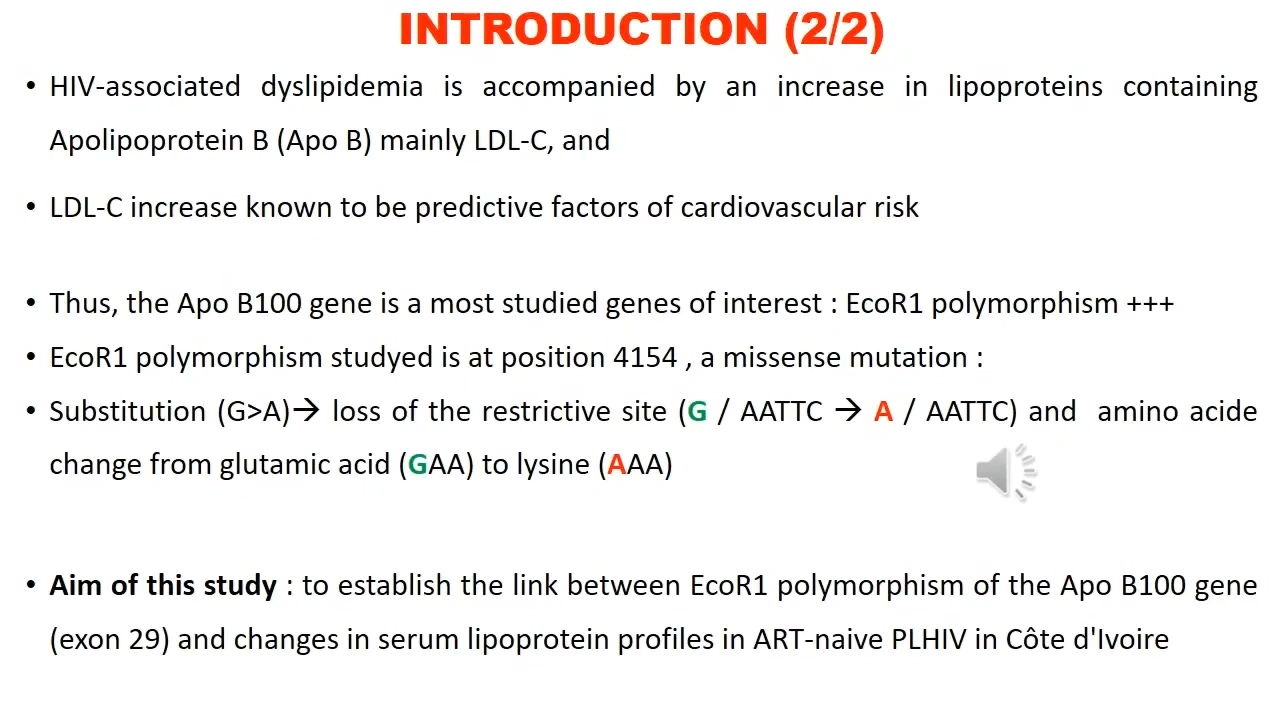 INTRODUCTION (2/2)
• HIV-associated dyslipidemia is accompanied by an increase in lipoproteins containing
Apolipoprotein B (Apo B) mainly LDL-C, and
• LDL-C increase known to be predictive factors of cardiovascular risk
• Thus, the Apo B100 gene is a most studied genes of interest : EcoR1 polymorphism +++
• EcoR1 polymorphism studyed is at position 4154 , a missense mutation :
• Substitution (G>A)→ loss of the restrictive site (G / AATTC → A / AATTC) and amino acide
change from glutamic acid (GAA) to lysine (AAA)
• Aim of this study : to establish the link between EcoR1 polymorphism of the Apo B100 gene
(exon 29) and changes in serum lipoprotein profiles in ART-naive PLHIV in Côte d'Ivoire